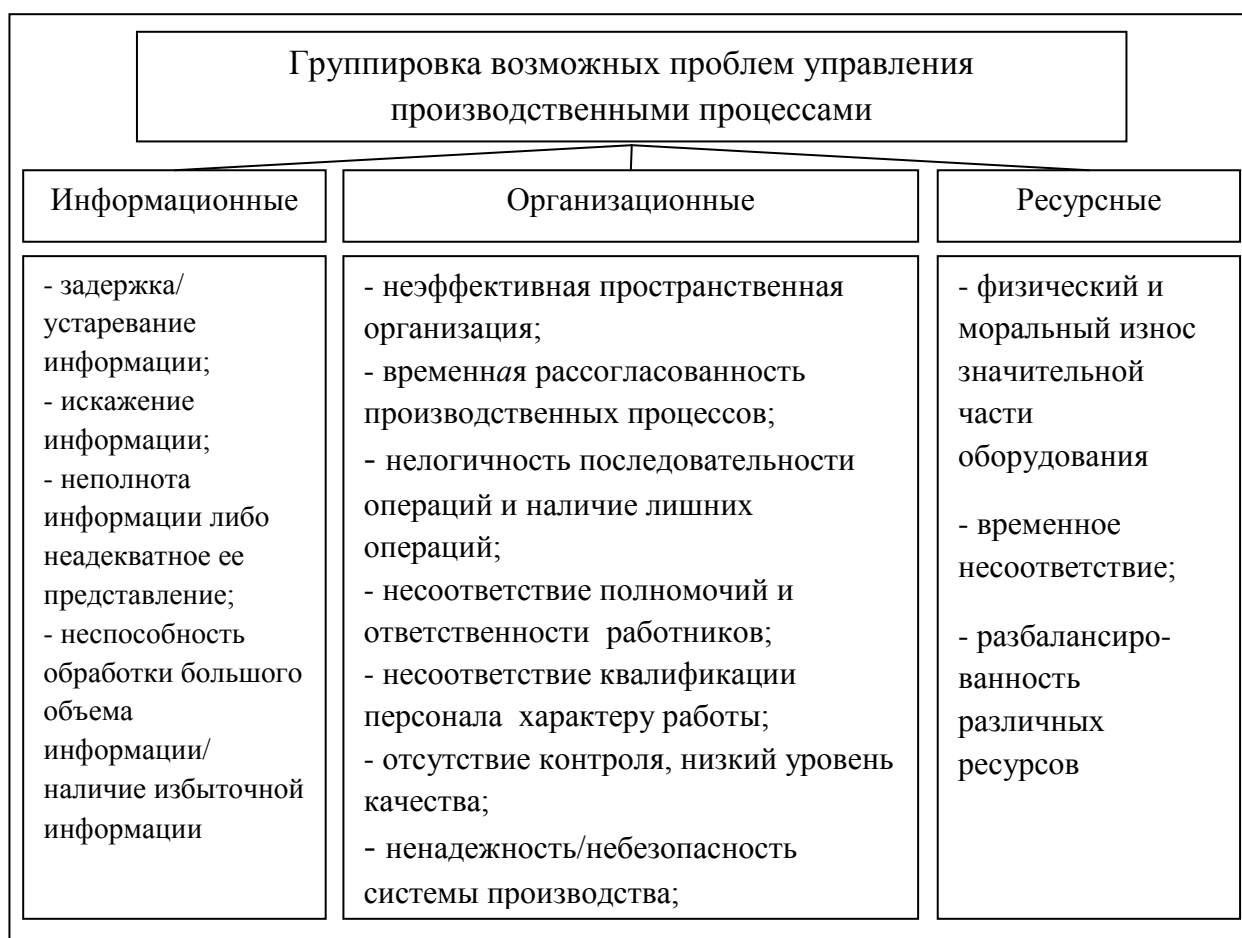 Группировка возможных проблем управления
производственными процессами
Информационные
Организационные
Ресурсные
- задержка/
устаревание
информации;
- искажение
информации;
- неполнота
информации либо
неадекватное ее
представление;
- неспособность
обработки большого
объема
информации/
наличие избыточной
информации
- неэффективная пространственная
организация;
- временная рассогласованность
производственных процессов;
- нелогичность последовательности
операций и наличие лишних
операций;
- несоответствие полномочий и
ответственности работников;
- несоответствие квалификации
персонала характеру работы;
- отсутствие контроля, низкий уровень
качества;
- ненадежность/небезопасность
системы производства;
- физический и
моральный износ
значительной
части
оборудования
- временное
несоответствие;
- разбалансиро-
ванность
различных
ресурсов